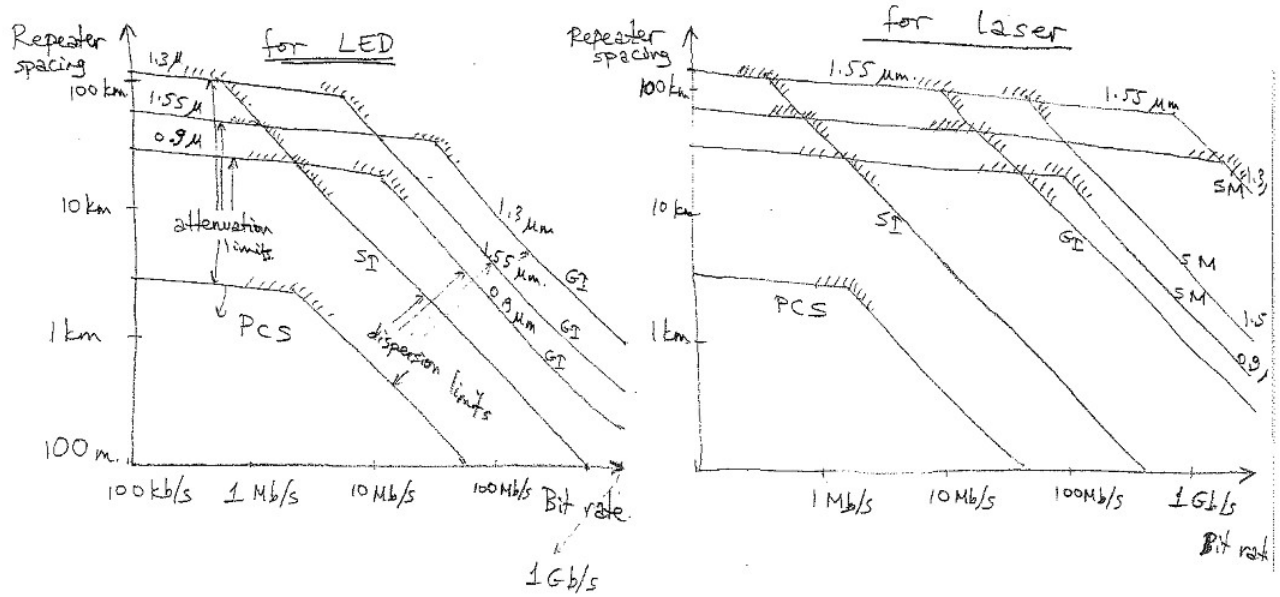 for LED
Repeater
spacing
1.3μ
100 km
1.55 μ
0.9 μ
10 km
attenuation
limits
1.3 μm
SI
1.55 μm.
GI
0.9 μm
GI
GI
PCS
1 km
dispersion limits
100 m.
100 kb/s
1 Mb/s
10 Mb/s
100 Mb/s
Bit rate
1 Gb/s
for laser
Repeater
spacing
1.55 μm.
1.55 μm
100 km
1.3
SM
10 km
SI
GI
SM
SM
PCS
1.5
1 km
0.9
1 Mb/s
10 Mb/s
100 Mb/s
1 Gb/s
Bit rat